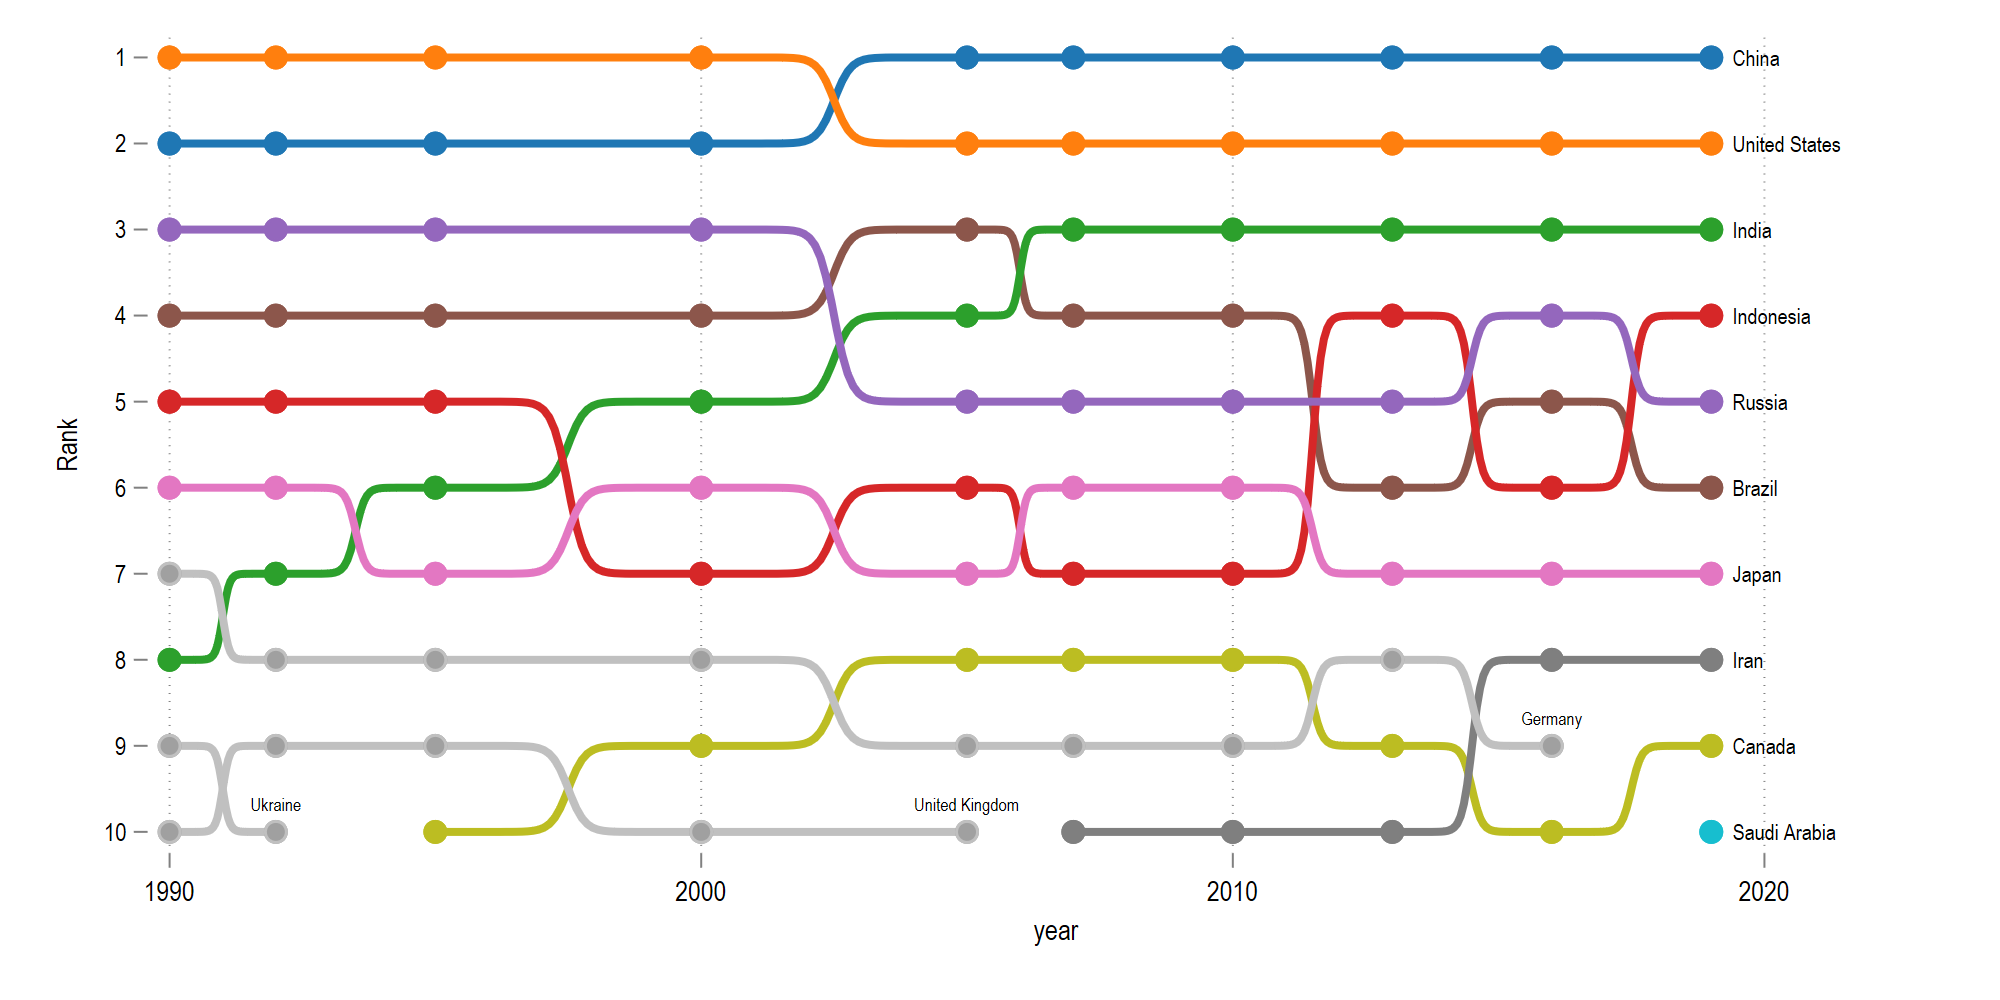 1
China
2
United States
3
India
4
Indonesia
5
Russia
Rank
6
Brazil
7
Japan
8
Iran
Germany
9
Canada
Ukraine
United Kingdom
10
Saudi Arabia
1990
2000
2010
2020
year